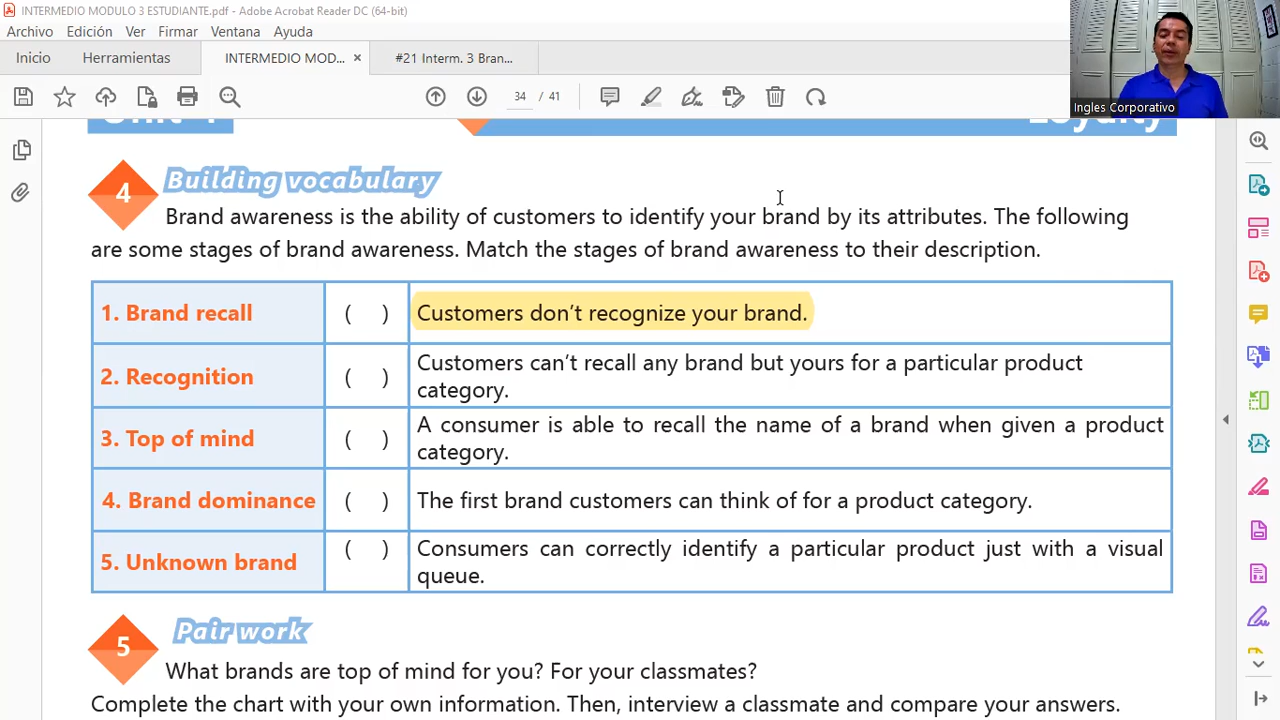 INTERMEDIO MODULO 3 ESTUDIANTE.pdf - Adobe Acrobat Reader DC (64-bit)
Archivo Edición Ver Firmar Ventana Ayuda
Inicio Herramientas INTERMEDIO MOD... × #21 Interm. - Bran...
34 / 41
Ingles Corporativo
Loyalty
4 Building vocabulary
Brand awareness is the ability of customers to identify your brand by its attributes. The following
are some stages of brand awareness. Match the stages of brand awareness to their description.
1. Brand recall ( ) Customers don't recognize your brand.
2. Recognition ( ) Customers can't recall any brand but yours for a particular product
category.
3. Top of mind ( ) A consumer is able to recall the name of a brand when given a product
category.
4. Brand dominance ( ) The first brand customers can think of for a product category.
5. Unknown brand ( ) Consumers can correctly identify a particular product just with a visual
queue.
5 Pair work
What brands are top of mind for you? For your classmates?
Complete the chart with your own information. Then, interview a classmate and compare your answers.